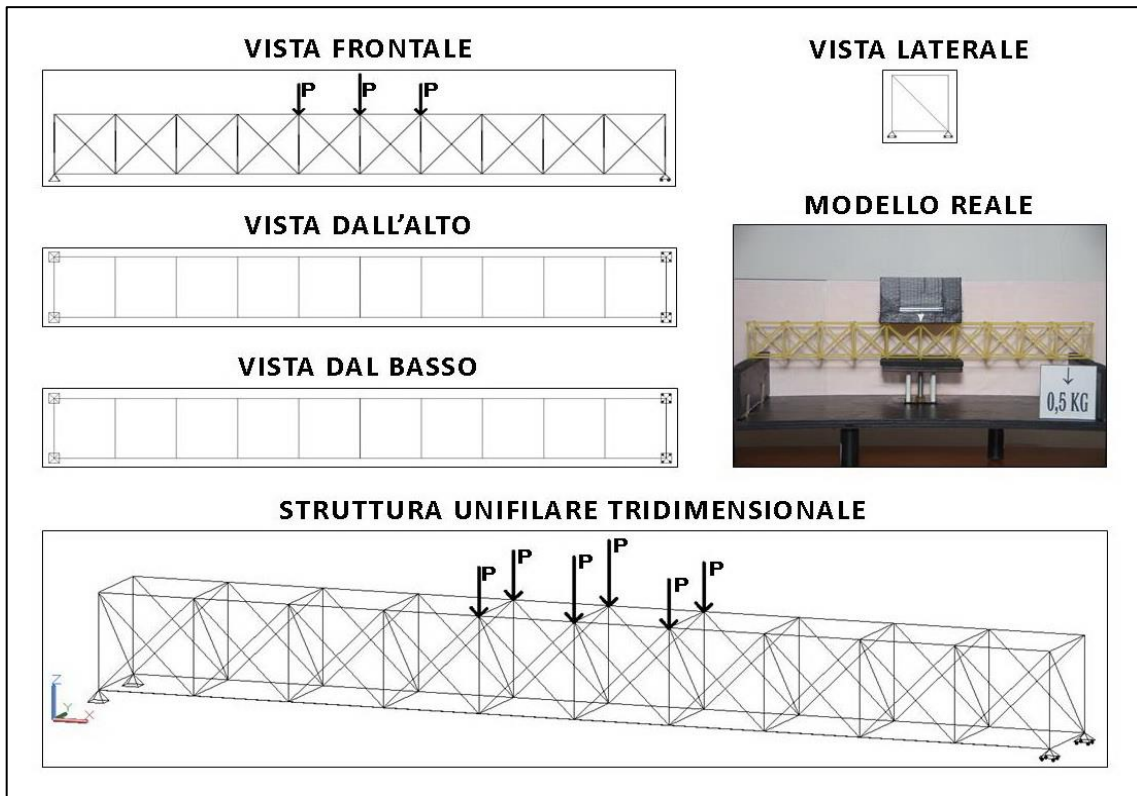 VISTA FRONTALE
P P P
VISTA LATERALE
VISTA DALL'ALTO
MODELLO REALE
0,5 KG
VISTA DAL BASSO
STRUTTURA UNIFILARE TRIDIMENSIONALE
P P P P P P
Z Y X